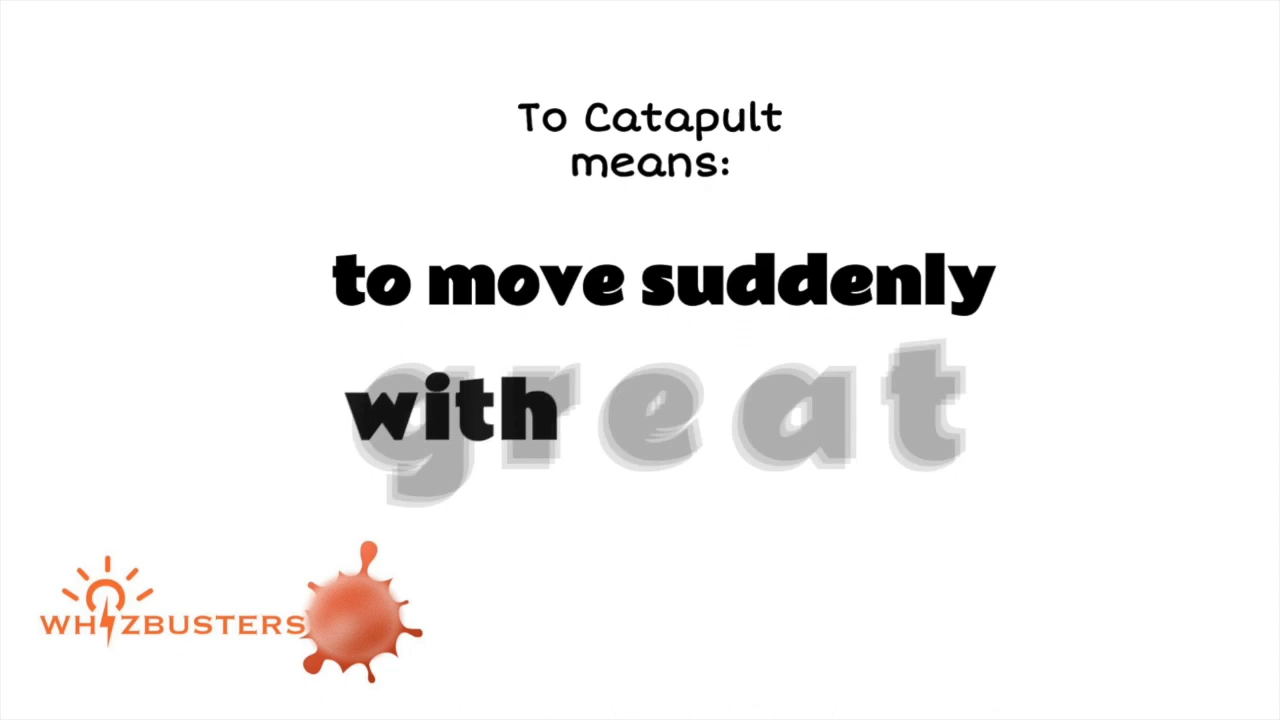 To Catapult
means:
to move suddenly
with great
WHIZBUSTERS